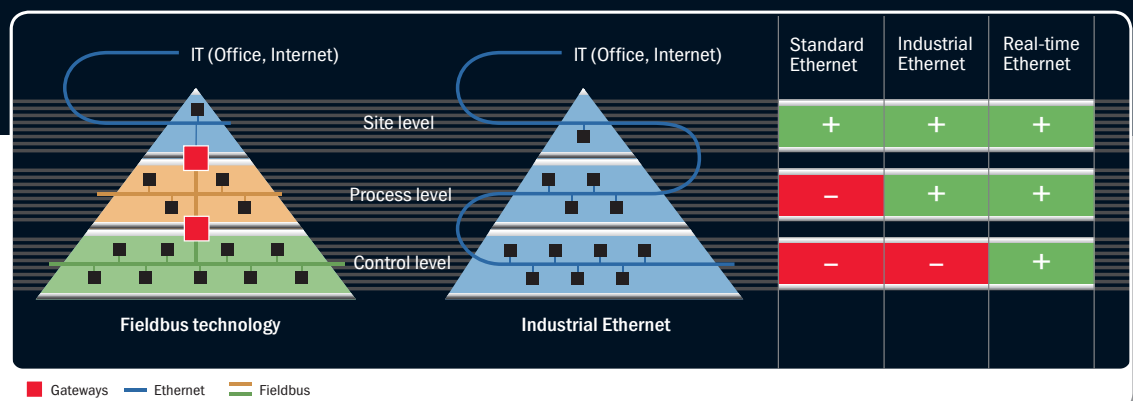 IT (Office, Internet)
IT (Office, Internet)
Standard
Ethernet
Industrial
Ethernet
Real-time
Ethernet
Site level
+
+
+
Process level
–
+
+
Control level
–
–
+
Fieldbus technology
Industrial Ethernet
Gateways
Ethernet
Fieldbus